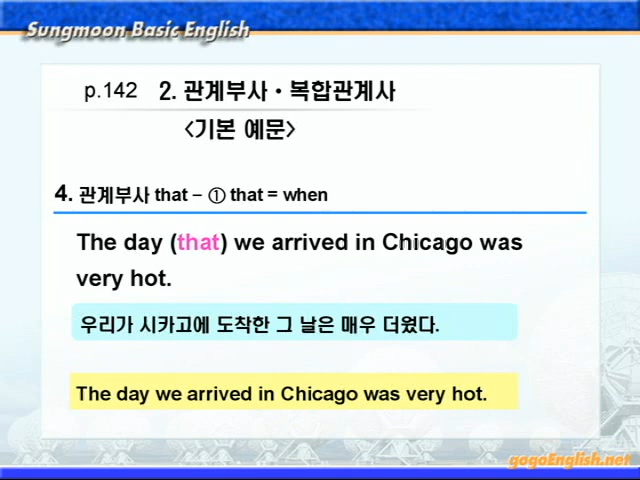 Sungmoon Basic English
p.142 2. 관계부사·복합관계사
<기본 예문>
4. 관계부사 that – ① that = when
The day (that) we arrived in Chicago was
very hot.
우리가 시카고에 도착한 그 날은 매우 더웠다.
The day we arrived in Chicago was very hot.
gogoEnglish.net